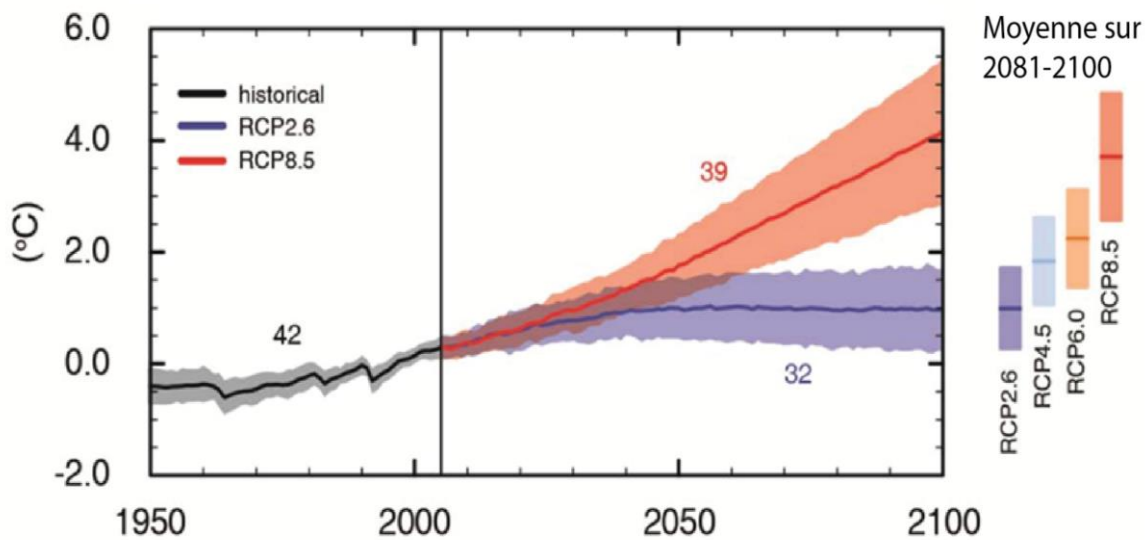 6.0
4.0
2.0
0.0
-2.0
(°C)
historical
RCP2.6
RCP8.5
42
39
32
1950
2000
2050
2100
Moyenne sur
2081-2100
RCP2.6
RCP4.5
RCP6.0
RCP8.5